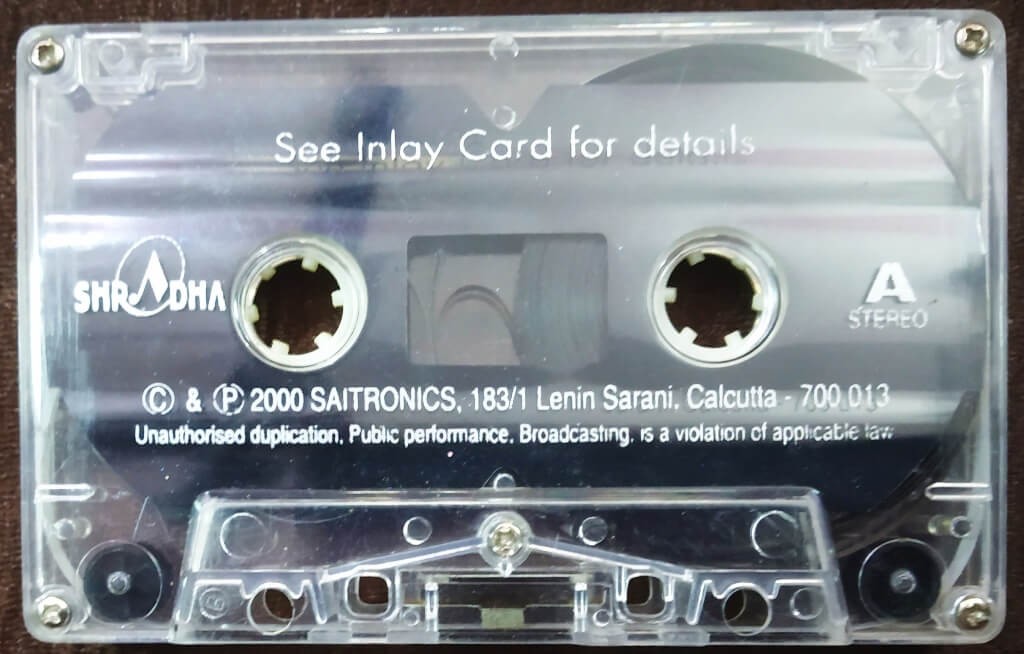 See Inlay Card for details
SHRADHA
A
STEREO
© & ℗ 2000 SAITRONICS, 183/1 Lenin Sarani, Calcutta - 700 013
Unauthorised duplication, Public performance, Broadcasting, is a violation of applicable law